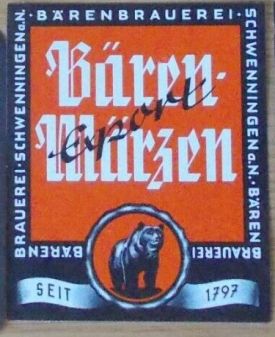 · BÄRENBRAUEREI ·
SCHWENNINGEN a.N. · BÄREN
BRAUEREI
BRAUEREI · SCHWENNINGEN a.N.
BÄREN
Bären-
Export
Märzen
SEIT 1797